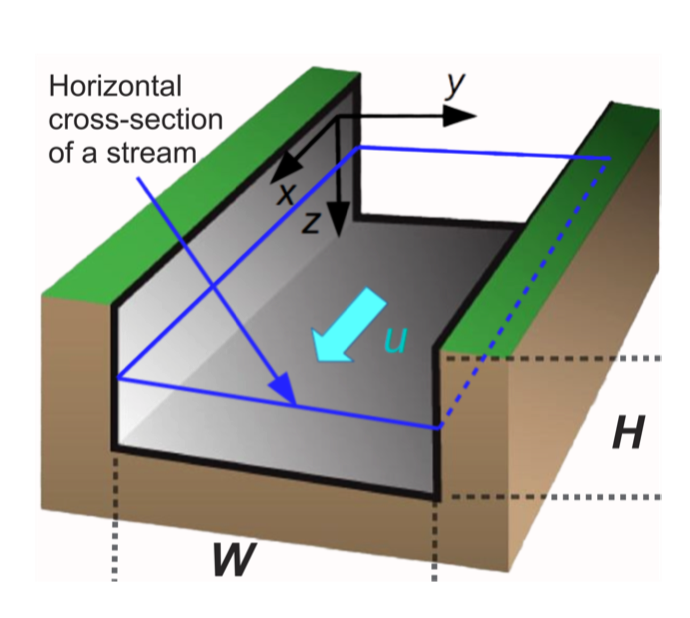 Horizontal
cross-section
of a stream
y
x
z
u
H
W